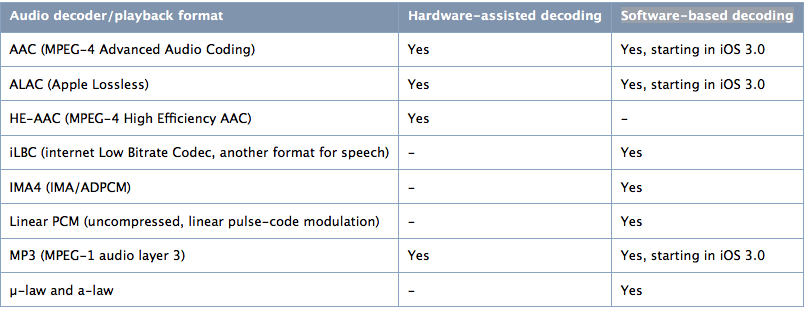 Audio decoder/playback format Hardware-assisted decoding Software-based decoding
AAC (MPEG-4 Advanced Audio Coding) Yes Yes, starting in iOS 3.0
ALAC (Apple Lossless) Yes Yes, starting in iOS 3.0
HE-AAC (MPEG-4 High Efficiency AAC) Yes –
iLBC (internet Low Bitrate Codec, another format for speech) – Yes
IMA4 (IMA/ADPCM) – Yes
Linear PCM (uncompressed, linear pulse-code modulation) – Yes
MP3 (MPEG-1 audio layer 3) Yes Yes, starting in iOS 3.0
µ-law and a-law – Yes